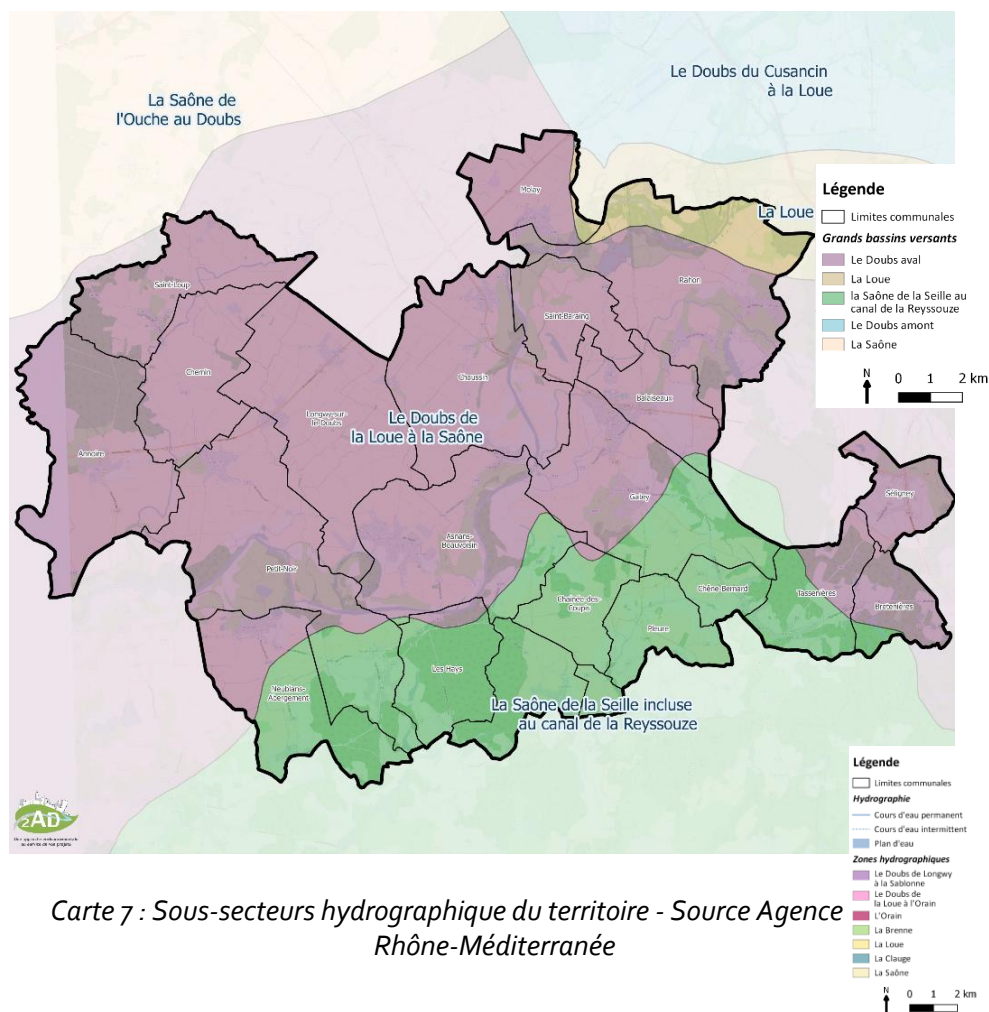 La Saône de
l'Ouche au Doubs
Le Doubs du Cusancin
à la Loue
Molay
La Loue
Légende
Limites communales
Grands bassins versants
Le Doubs aval
La Loue
la Saône de la Seille au
canal de la Reyssouze
Le Doubs amont
La Saône
N
0 1 2 km
Saint-Loup
Rahon
Saint-Baraing
Chemin
Chaussin
Balaiseaux
Longwy-sur-
le-Doubs
Le Doubs de
la Loue à la Saône
Annoire
Séligney
Gatey
Asnans-
Beauvoisin
Petit-Noir
Chêne-Bernard
Tassenières
Chaînée-des-
Coupis
Bretenières
Pleure
Les Hays
Neublans-
Abergement
La Saône de la Seille incluse
au canal de la Reyssouze
2AD
Légende
Limites communales
Hydrographie
Cours d'eau permanent
Cours d'eau intermittent
Plan d'eau
Zones hydrographiques
Le Doubs de Longwy
à la Sablonne
Le Doubs de
la Loue à l'Orain
L'Orain
La Brenne
La Loue
La Clauge
La Saône
N
0 1 2 km
Carte 7 : Sous-secteurs hydrographique du territoire - Source Agence
Rhône-Méditerranée